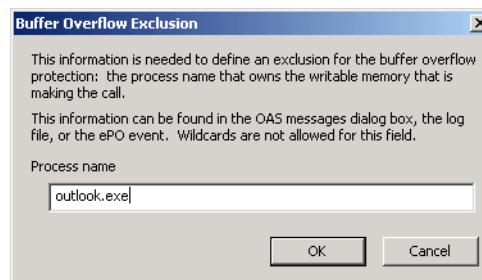 Buffer Overflow Exclusion
This information is needed to define an exclusion for the buffer overflow
protection: the process name that owns the writable memory that is
making the call.
This information can be found in the OAS messages dialog box, the log
file, or the ePO event. Wildcards are not allowed for this field.
Process name
outlook.exe
OK
Cancel